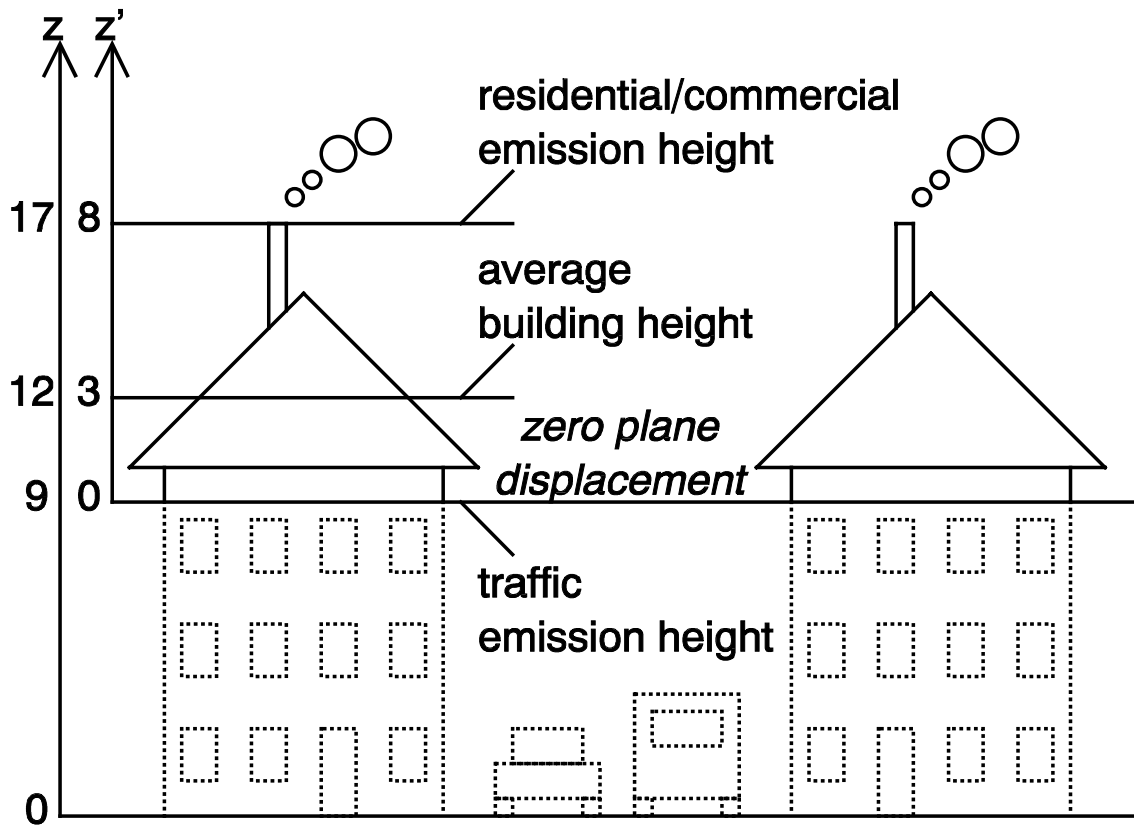 z z’
residential/commercial
emission height
17 8
average
building height
12 3
zero plane
displacement
9 0
traffic
emission height
0